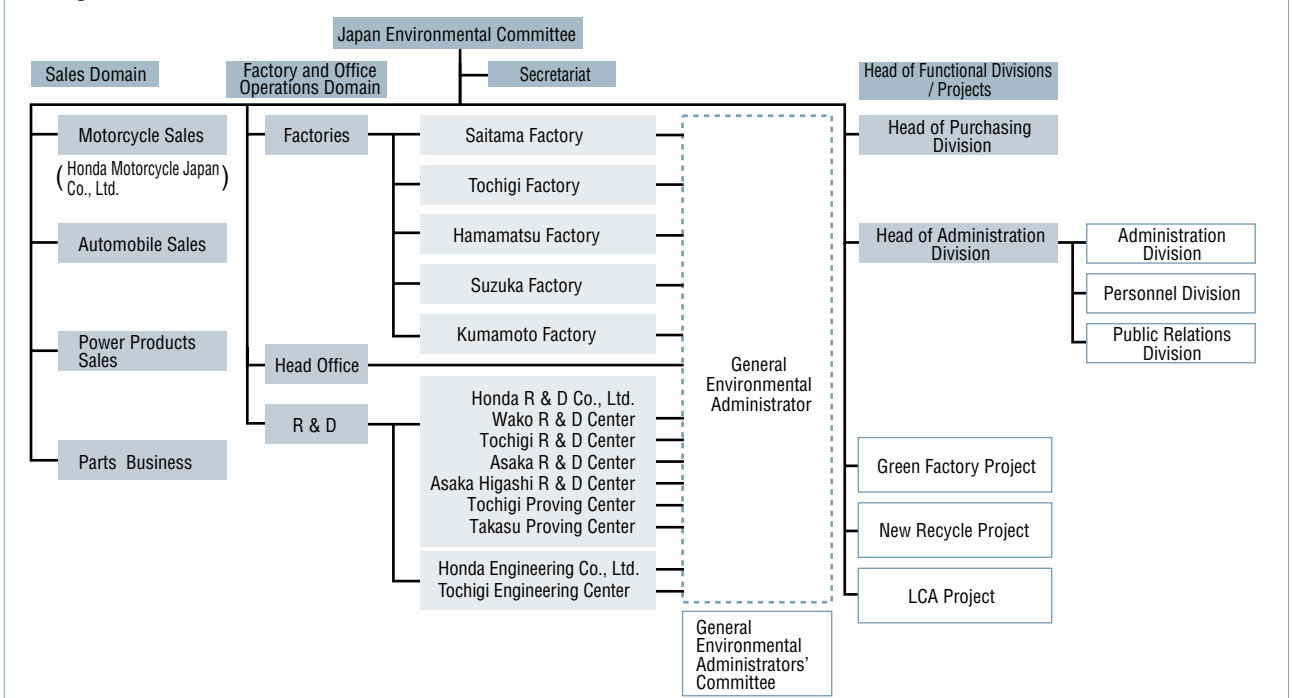 Japan Environmental Committee
Sales Domain
Factory and Office
Operations Domain
Secretariat
Head of Functional Divisions
/ Projects
Motorcycle Sales
(Honda Motorcycle Japan
Co., Ltd.)
Automobile Sales
Power Products
Sales
Parts Business
Factories
Head Office
R & D
Saitama Factory
Tochigi Factory
Hamamatsu Factory
Suzuka Factory
Kumamoto Factory
Honda R & D Co., Ltd.
Wako R & D Center
Tochigi R & D Center
Asaka R & D Center
Asaka Higashi R & D Center
Tochigi Proving Center
Takasu Proving Center
Honda Engineering Co., Ltd.
Tochigi Engineering Center
General
Environmental
Administrator
General
Environmental
Administrators'
Committee
Head of Purchasing
Division
Head of Administration
Division
Administration
Division
Personnel Division
Public Relations
Division
Green Factory Project
New Recycle Project
LCA Project